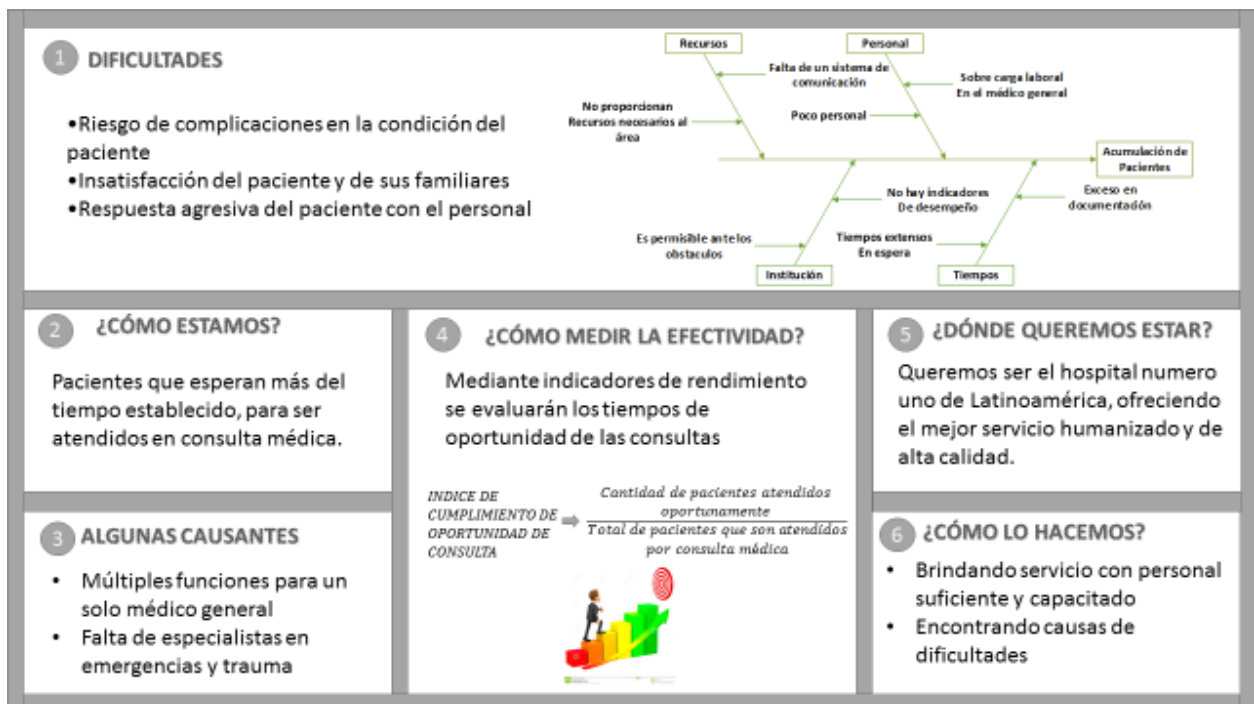 1 DIFICULTADES
•Riesgo de complicaciones en la condición del
paciente
•Insatisfacción del paciente y de sus familiares
•Respuesta agresiva del paciente con el personal
Recursos
Personal
Falta de un sistema de
comunicación
Sobre carga laboral
En el médico general
No proporcionan
Recursos necesarios al
área
Poco personal
Acumulación de
Pacientes
No hay indicadores
De desempeño
Exceso en
documentación
Es permisible ante los
obstaculos
Tiempos extensos
En espera
Institución
Tiempos
2 ¿CÓMO ESTAMOS?
Pacientes que esperan más del
tiempo establecido, para ser
atendidos en consulta médica.
3 ALGUNAS CAUSANTES
• Múltiples funciones para un
solo médico general
• Falta de especialistas en
emergencias y trauma
4 ¿CÓMO MEDIR LA EFECTIVIDAD?
Mediante indicadores de rendimiento
se evaluarán los tiempos de
oportunidad de las consultas
INDICE DE
CUMPLIMIENTO DE
OPORTUNIDAD DE
CONSULTA
Cantidad de pacientes atendidos
oportunamente
Total de pacientes que son atendidos
por consulta médica
5 ¿DÓNDE QUEREMOS ESTAR?
Queremos ser el hospital numero
uno de Latinoamérica, ofreciendo
el mejor servicio humanizado y de
alta calidad.
6 ¿CÓMO LO HACEMOS?
• Brindando servicio con personal
suficiente y capacitado
• Encontrando causas de
dificultades